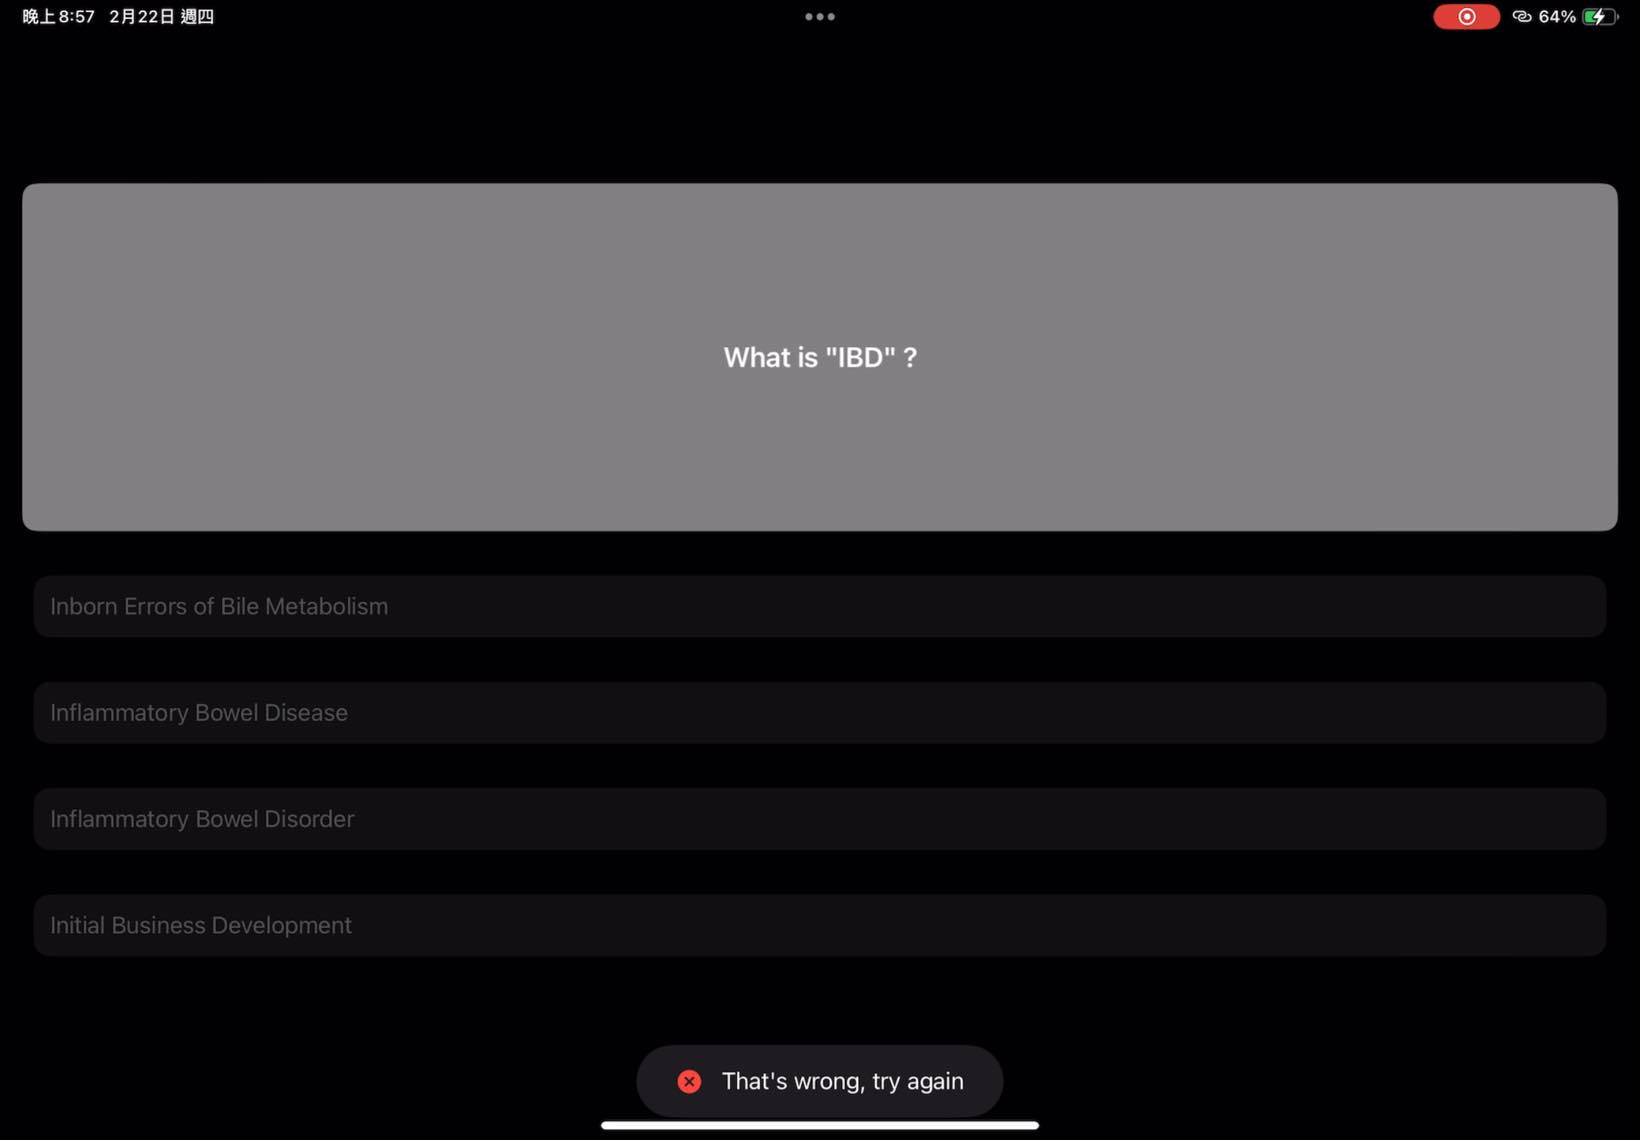 晚上8:57 2月22日 週四
64%
What is "IBD" ?
Inborn Errors of Bile Metabolism
Inflammatory Bowel Disease
Inflammatory Bowel Disorder
Initial Business Development
That's wrong, try again